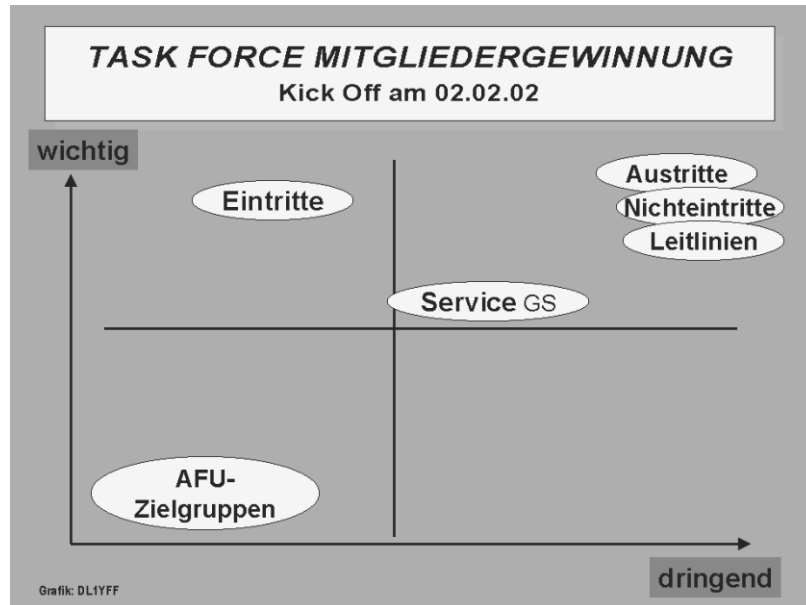 TASK FORCE MITGLIEDERGEWINNUNG
Kick Off am 02.02.02
wichtig
Eintritte
Austritte
Nichteintritte
Leitlinien
Service GS
AFU-
Zielgruppen
dringend
Grafik: DL1YFF